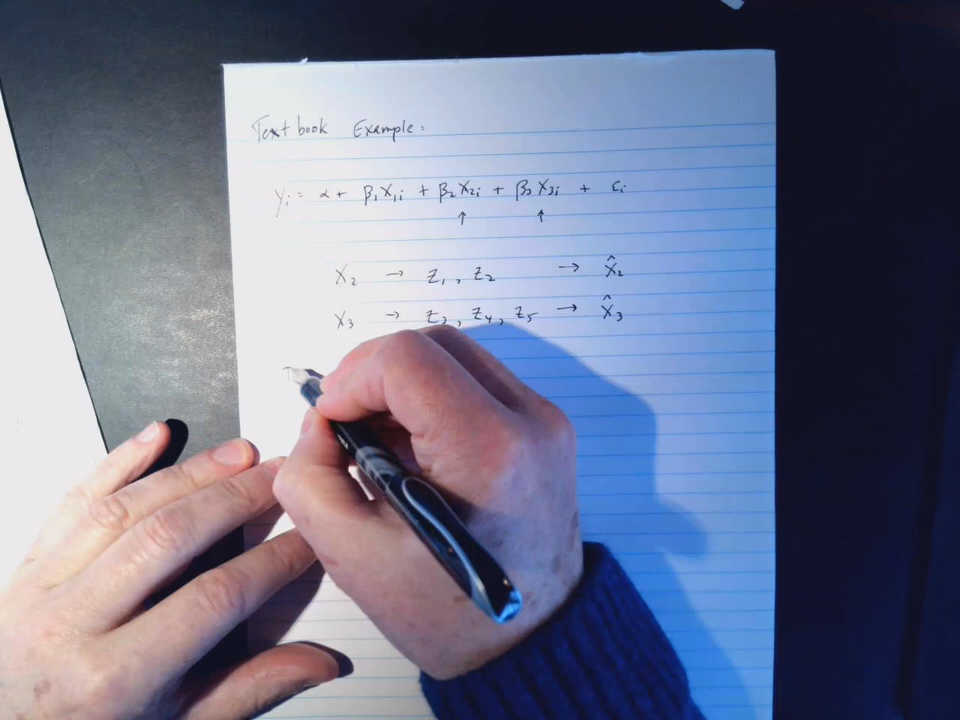 Textbook Example:
Yi = α + β1X1i + β2X2i + β3X3i + εi
↑ ↑
X2 → Z1, Z2 → X̂2
X3 → Z3, Z4, Z5 → X̂3